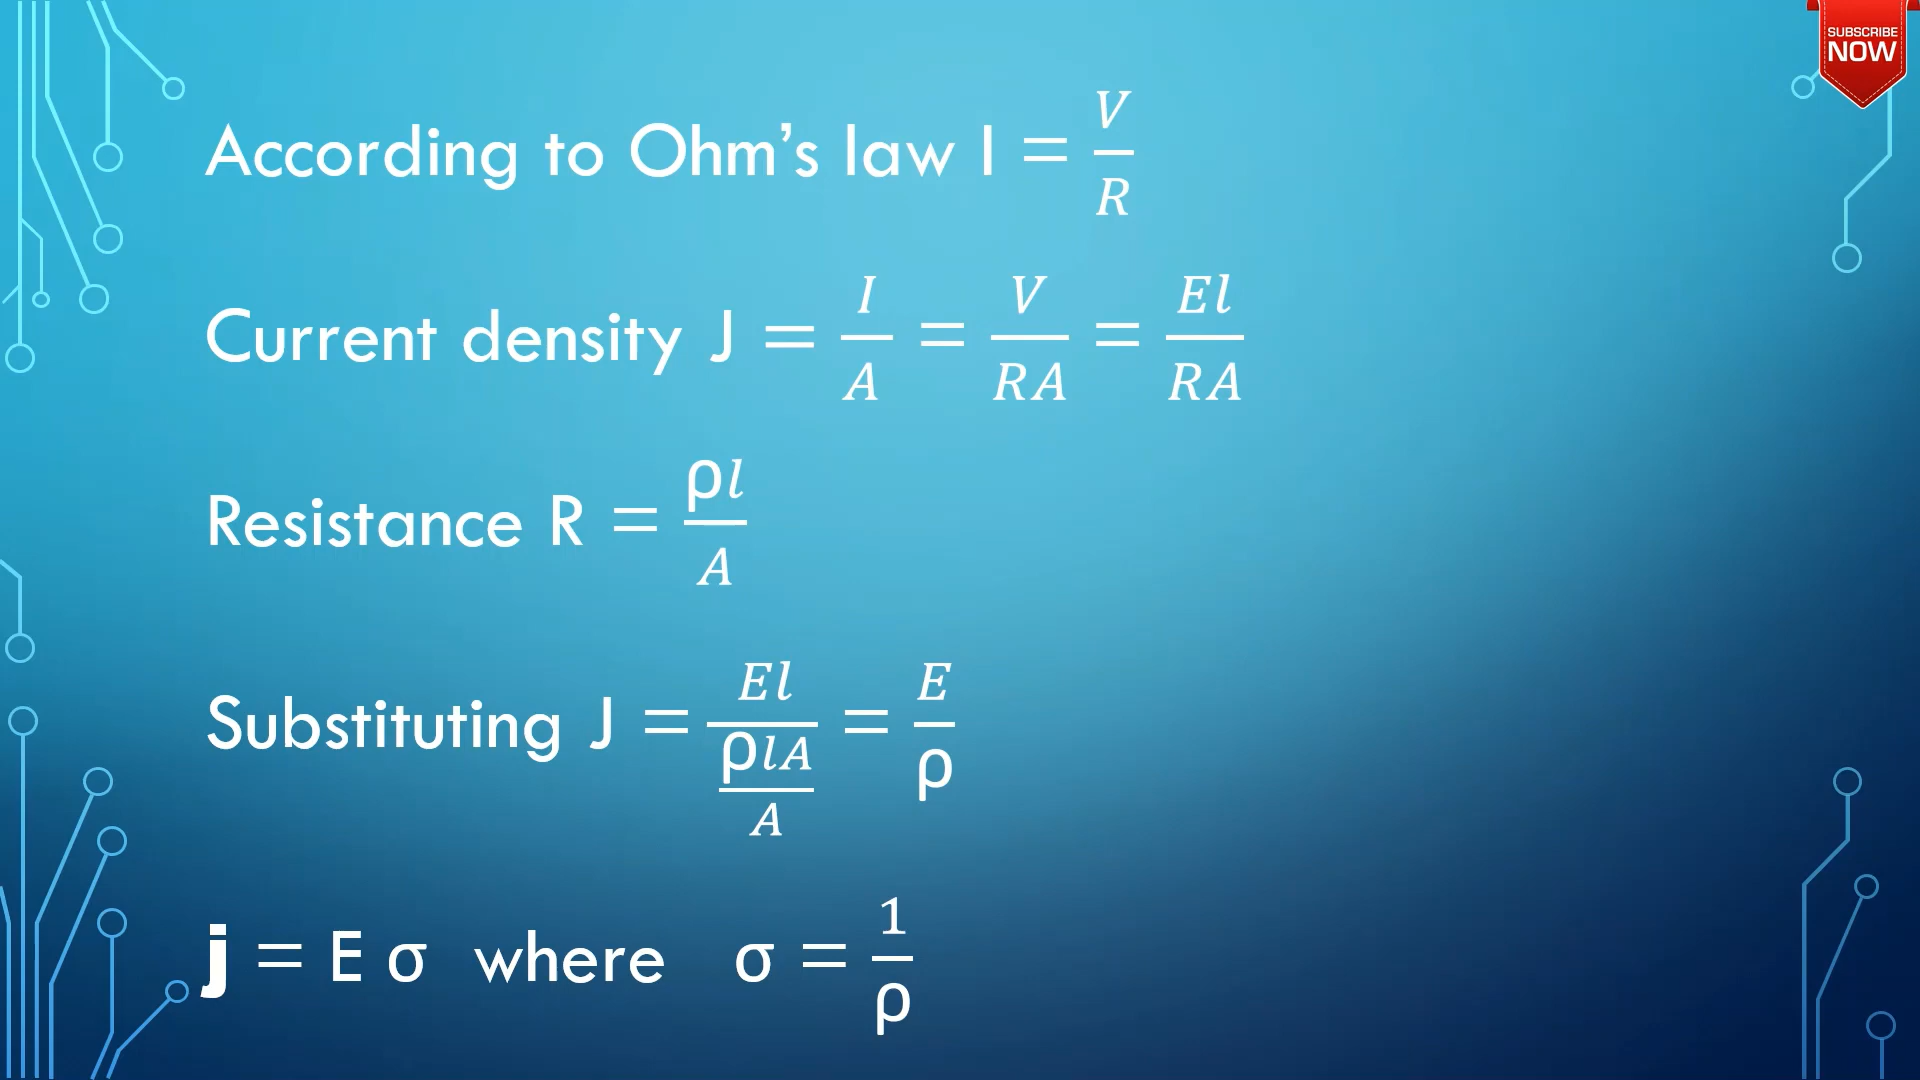 SUBSCRIBE
NOW
According to Ohm’s law I = V/R
Current density J = I/A = V/RA = El/RA
Resistance R = ρl/A
Substituting J = El/(ρlA/A) = E/ρ
j = E σ where σ = 1/ρ